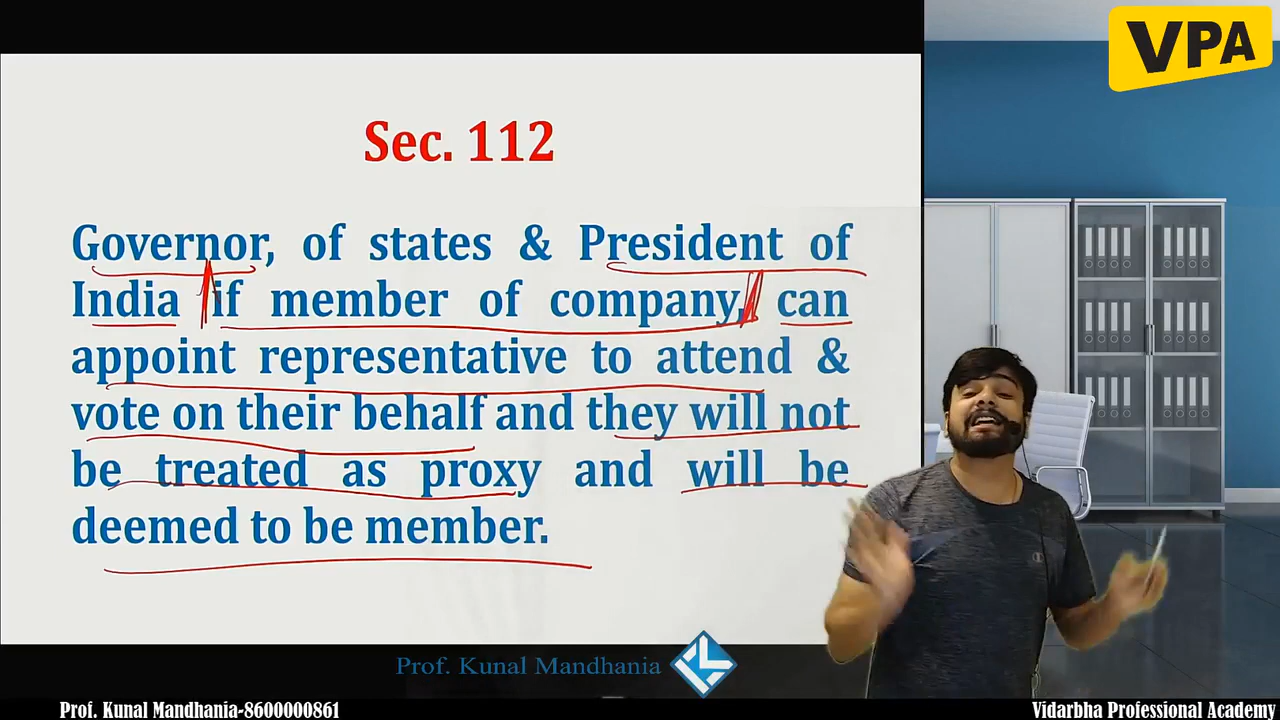 VPA
Sec. 112
Governor, of states & President of
India if member of company, can
appoint representative to attend &
vote on their behalf and they will not
be treated as proxy and will be
deemed to be member.
Prof. Kunal Mandhania
Prof. Kunal Mandhania-8600000861
Vidarbha Professional Academy